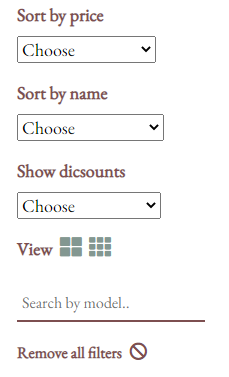 Sort by price
Choose
Sort by name
Choose
Show dicsounts
Choose
View
Search by model..
Remove all filters